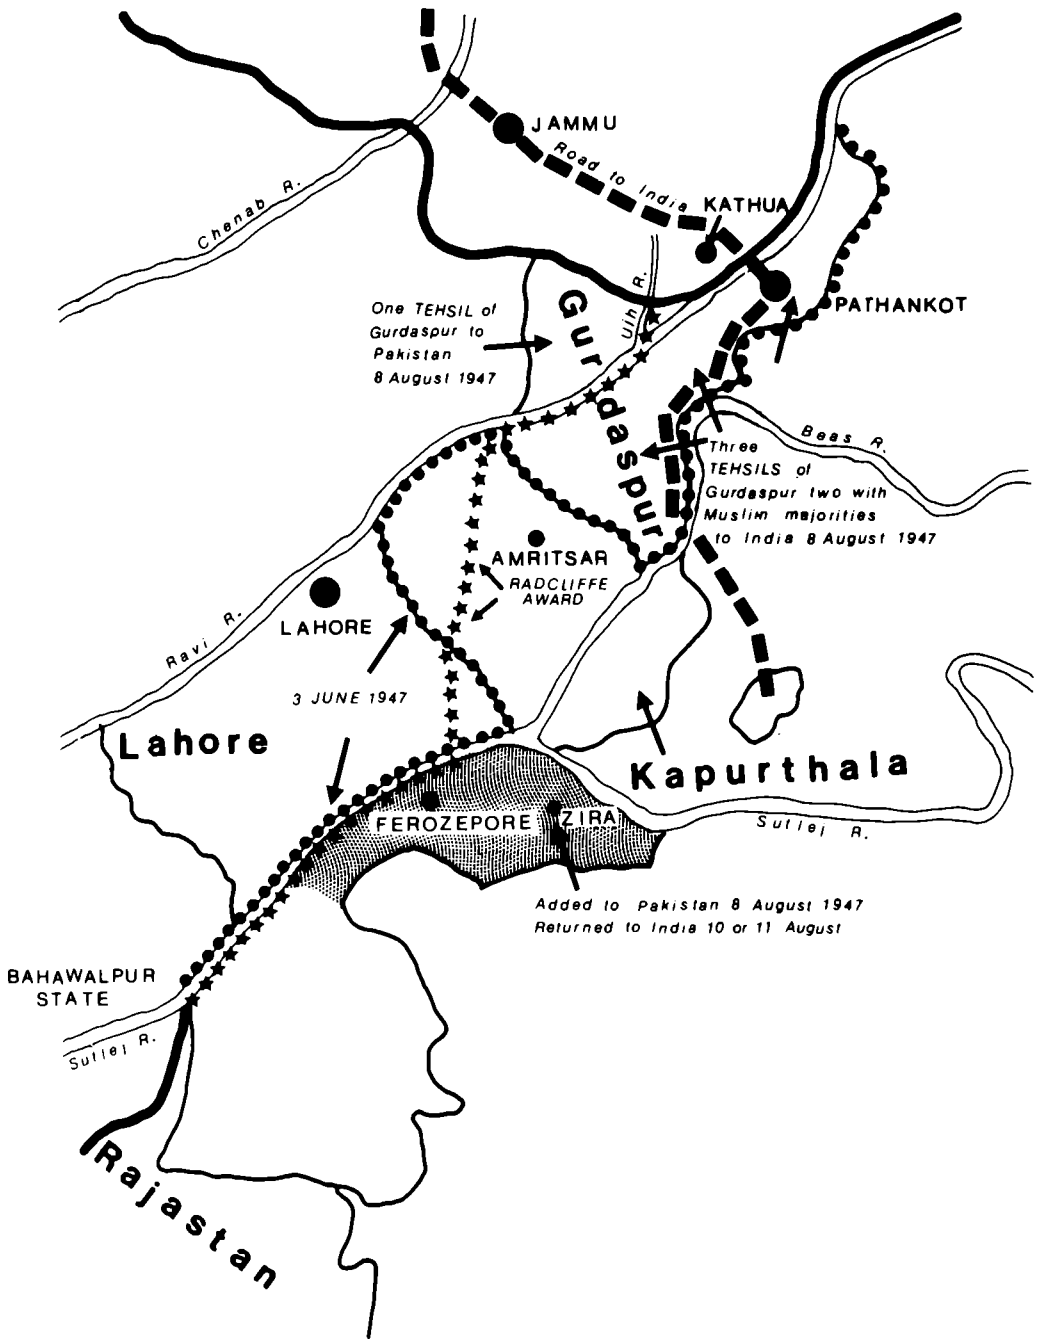 JAMMU
Road to India
KATHUA
Chenab R.
Ujh R.
PATHANKOT
One TEHSIL of
Gurdaspur to
Pakistan
8 August 1947
Gurdaspur
Beas R.
Three
TEHSILS of
Gurdaspur two with
Muslim majorities
to India 8 August 1947
AMRITSAR
RADCLIFFE
AWARD
LAHORE
Ravi R.
3 JUNE 1947
Lahore
Kapurthala
FEROZEPORE
ZIRA
Sutlej R.
Added to Pakistan 8 August 1947
Returned to India 10 or 11 August
BAHAWALPUR
STATE
Sutlej R.
Rajastan